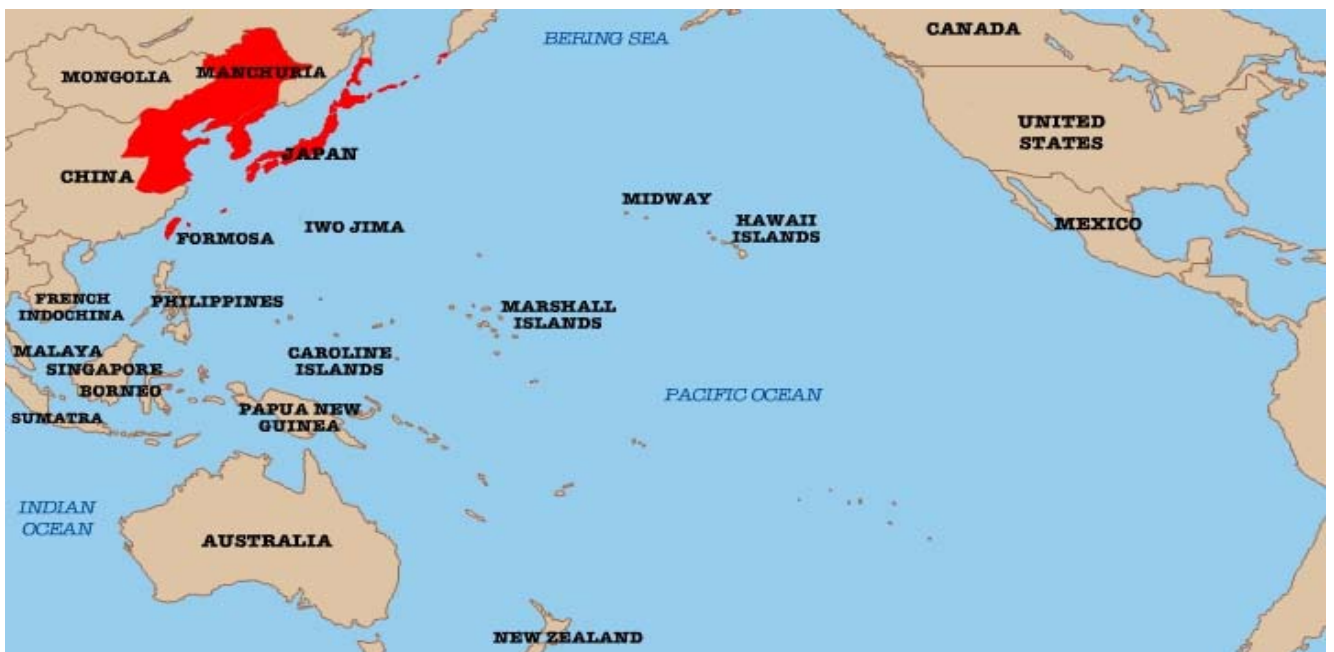 BERING SEA
CANADA
MONGOLIA
MANCHURIA
UNITED
STATES
JAPAN
CHINA
MIDWAY
HAWAII
ISLANDS
MEXICO
IWO JIMA
FORMOSA
FRENCH
INDOCHINA
PHILIPPINES
MARSHALL
ISLANDS
MALAYA
SINGAPORE
BORNEO
SUMATRA
CAROLINE
ISLANDS
PACIFIC OCEAN
PAPUA NEW
GUINEA
INDIAN
OCEAN
AUSTRALIA
NEW ZEALAND